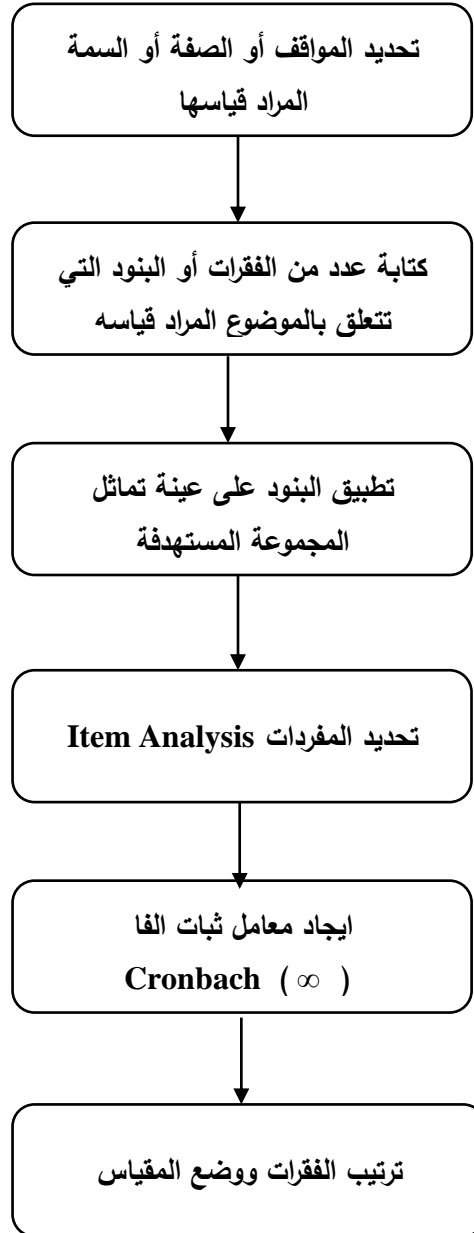 تحديد المواقف أو الصفة أو السمة
المراد قياسها
كتابة عدد من الفقرات أو البنود التي
تتعلق بالموضوع المراد قياسه
تطبيق البنود على عينة تماثل
المجموعة المستهدفة
تحديد المفردات Item Analysis
ايجاد معامل ثبات الفا
Cronbach ( ∞ )
ترتيب الفقرات ووضع المقياس